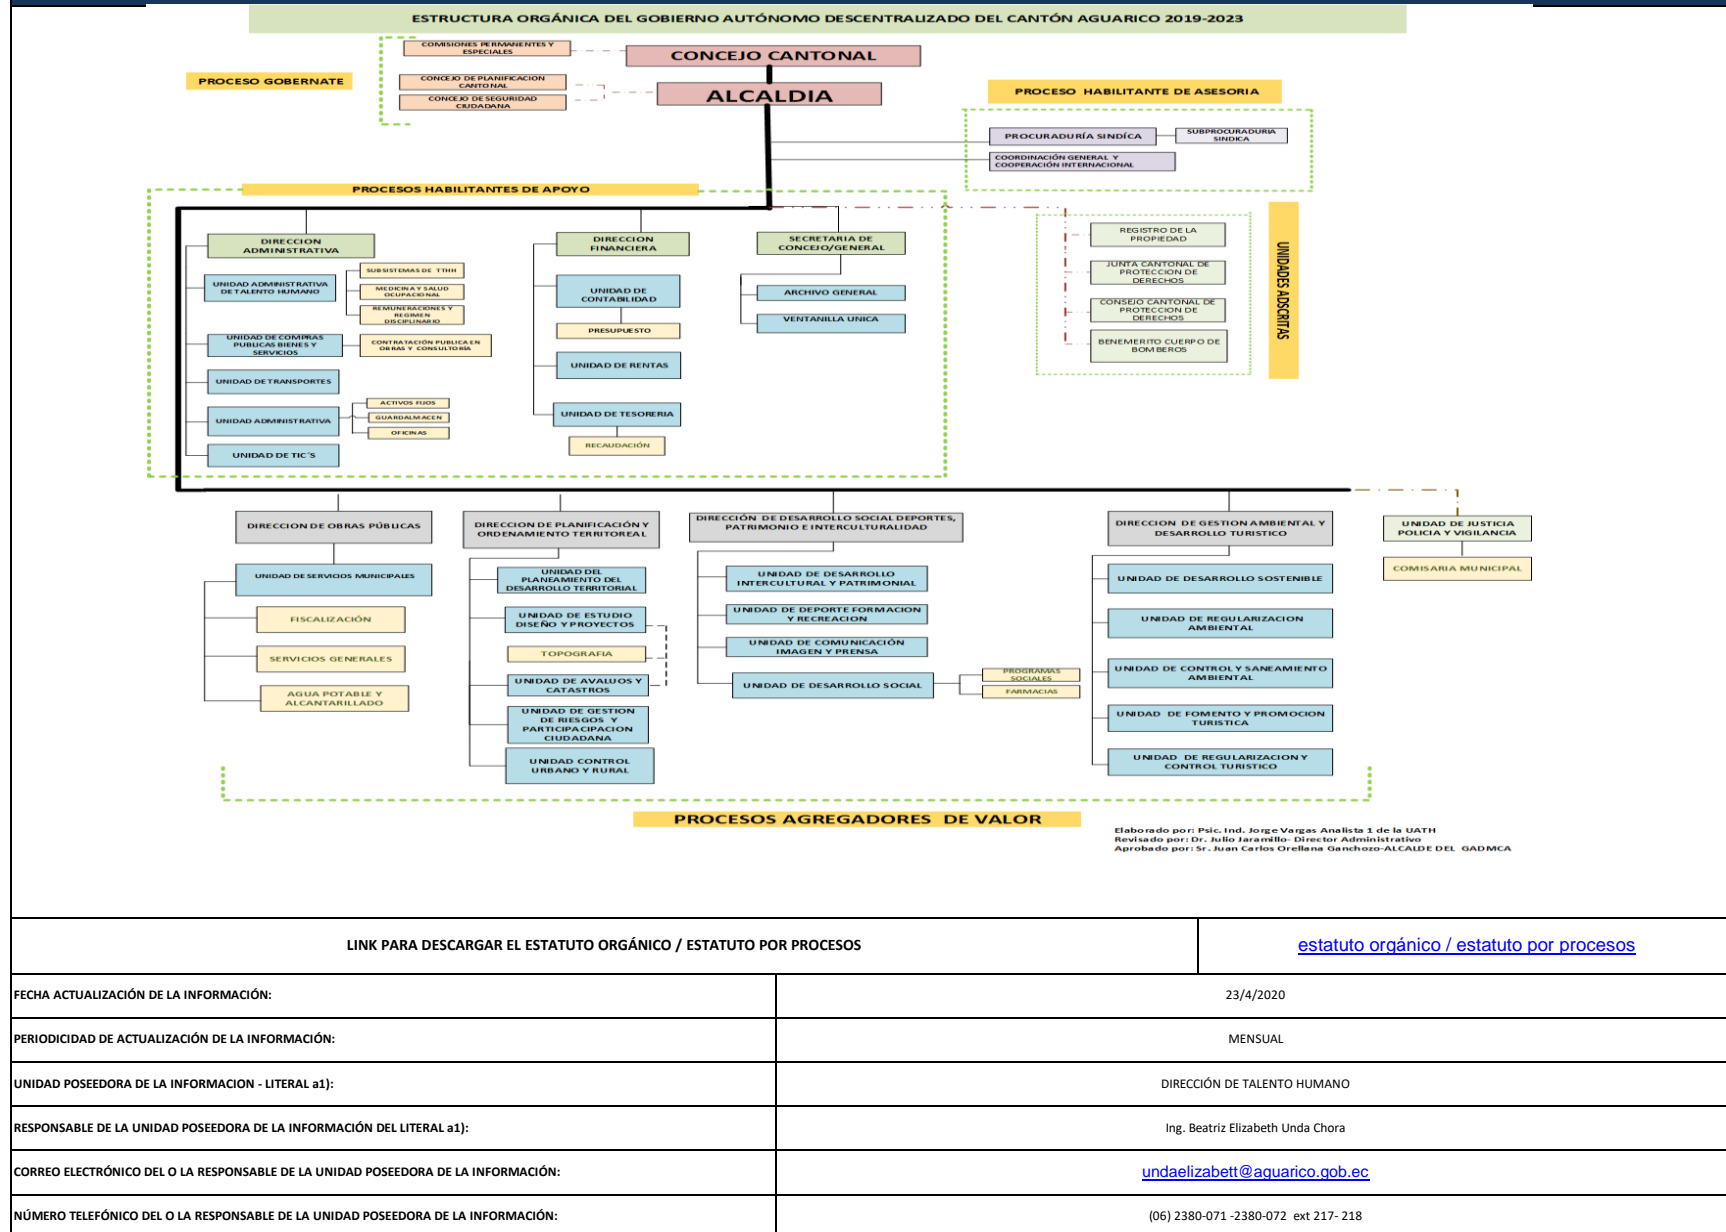 ESTRUCTURA ORGÁNICA DEL GOBIERNO AUTÓNOMO DESCENTRALIZADO DEL CANTÓN AGUARICO 2019-2023
COMISIONES PERMANENTES Y
ESPECIALES
CONCEJO CANTONAL
PROCESO GOBERNATE
CONCEJO DE PLANIFICACION
CANTONAL
CONCEJO DE SEGURIDAD
CIUDADANA
ALCALDIA
PROCESO HABILITANTE DE ASESORIA
PROCURADURÍA SINDÍCA
SUBPROCURADURIA
SINDICA
COORDINACIÓN GENERAL Y
COOPERACIÓN INTERNACIONAL
PROCESOS HABILITANTES DE APOYO
DIRECCION
ADMINISTRATIVA
UNIDAD ADMINISTRATIVA
DE TALENTO HUMANO
SUBSISTEMAS DE TTHH
MEDICINA Y SALUD
OCUPACIONAL
REMUNERACIONES Y
REGIMEN
DISCIPLINARIO
UNIDAD DE COMPRAS
PUBLICAS BIENES Y
SERVICIOS
CONTRATACIÓN PUBLICA EN
OBRAS Y CONSULTORÍA
UNIDAD DE TRANSPORTES
UNIDAD ADMINISTRATIVA
ACTIVOS FIJOS
GUARDALMACEN
OFICINAS
UNIDAD DE TIC´S
DIRECCION
FINANCIERA
UNIDAD DE
CONTABILIDAD
PRESUPUESTO
UNIDAD DE RENTAS
UNIDAD DE TESORERIA
RECAUDACIÓN
SECRETARIA DE
CONCEJO/GENERAL
ARCHIVO GENERAL
VENTANILLA UNICA
REGISTRO DE LA
PROPIEDAD
JUNTA CANTONAL DE
PROTECCION DE
DERECHOS
CONSEJO CANTONAL DE
PROTECCION DE
DERECHOS
BENEMERITO CUERPO DE
BOMBEROS
UNIDADES ADSCRITAS
DIRECCION DE OBRAS PÚBLICAS
UNIDAD DE SERVICIOS MUNICIPALES
FISCALIZACIÓN
SERVICIOS GENERALES
AGUA POTABLE Y
ALCANTARILLADO
DIRECCION DE PLANIFICACIÓN Y
ORDENAMIENTO TERRITOREAL
UNIDAD DEL
PLANEAMIENTO DEL
DESARROLLO TERRITORIAL
UNIDAD DE ESTUDIO
DISEÑO Y PROYECTOS
TOPOGRAFIA
UNIDAD DE AVALUOS Y
CATASTROS
UNIDAD DE GESTION
DE RIESGOS Y
PARTICIPACIPACION
CIUDADANA
UNIDAD CONTROL
URBANO Y RURAL
DIRECCIÓN DE DESARROLLO SOCIAL DEPORTES,
PATRIMONIO E INTERCULTURALIDAD
UNIDAD DE DESARROLLO
INTERCULTURAL Y PATRIMONIAL
UNIDAD DE DEPORTE FORMACION
Y RECREACION
UNIDAD DE COMUNICACIÓN
IMAGEN Y PRENSA
UNIDAD DE DESARROLLO SOCIAL
PROGRAMAS
SOCIALES
FARMACIAS
DIRECCION DE GESTION AMBIENTAL Y
DESARROLLO TURISTICO
UNIDAD DE DESARROLLO SOSTENIBLE
UNIDAD DE REGULARIZACION
AMBIENTAL
UNIDAD DE CONTROL Y SANEAMIENTO
AMBIENTAL
UNIDAD DE FOMENTO Y PROMOCION
TURISTICA
UNIDAD DE REGULARIZACION Y
CONTROL TURISTICO
UNIDAD DE JUSTICIA
POLICIA Y VIGILANCIA
COMISARIA MUNICIPAL
PROCESOS AGREGADORES DE VALOR
Elaborado por: Psic. Ind. Jorge Vargas Analista 1 de la UATH
Revisado por: Dr. Julio Jaramillo- Director Administrativo
Aprobado por: Sr. Juan Carlos Orellana Ganchozo-ALCALDE DEL GADMCA
LINK PARA DESCARGAR EL ESTATUTO ORGÁNICO / ESTATUTO POR PROCESOS
estatuto orgánico / estatuto por procesos
FECHA ACTUALIZACIÓN DE LA INFORMACIÓN:
23/4/2020
PERIODICIDAD DE ACTUALIZACIÓN DE LA INFORMACIÓN:
MENSUAL
UNIDAD POSEEDORA DE LA INFORMACION - LITERAL a1):
DIRECCIÓN DE TALENTO HUMANO
RESPONSABLE DE LA UNIDAD POSEEDORA DE LA INFORMACIÓN DEL LITERAL a1):
Ing. Beatriz Elizabeth Unda Chora
CORREO ELECTRÓNICO DEL O LA RESPONSABLE DE LA UNIDAD POSEEDORA DE LA INFORMACIÓN:
undaelizabett@aguarico.gob.ec
NÚMERO TELEFÓNICO DEL O LA RESPONSABLE DE LA UNIDAD POSEEDORA DE LA INFORMACIÓN:
(06) 2380-071 -2380-072 ext 217- 218